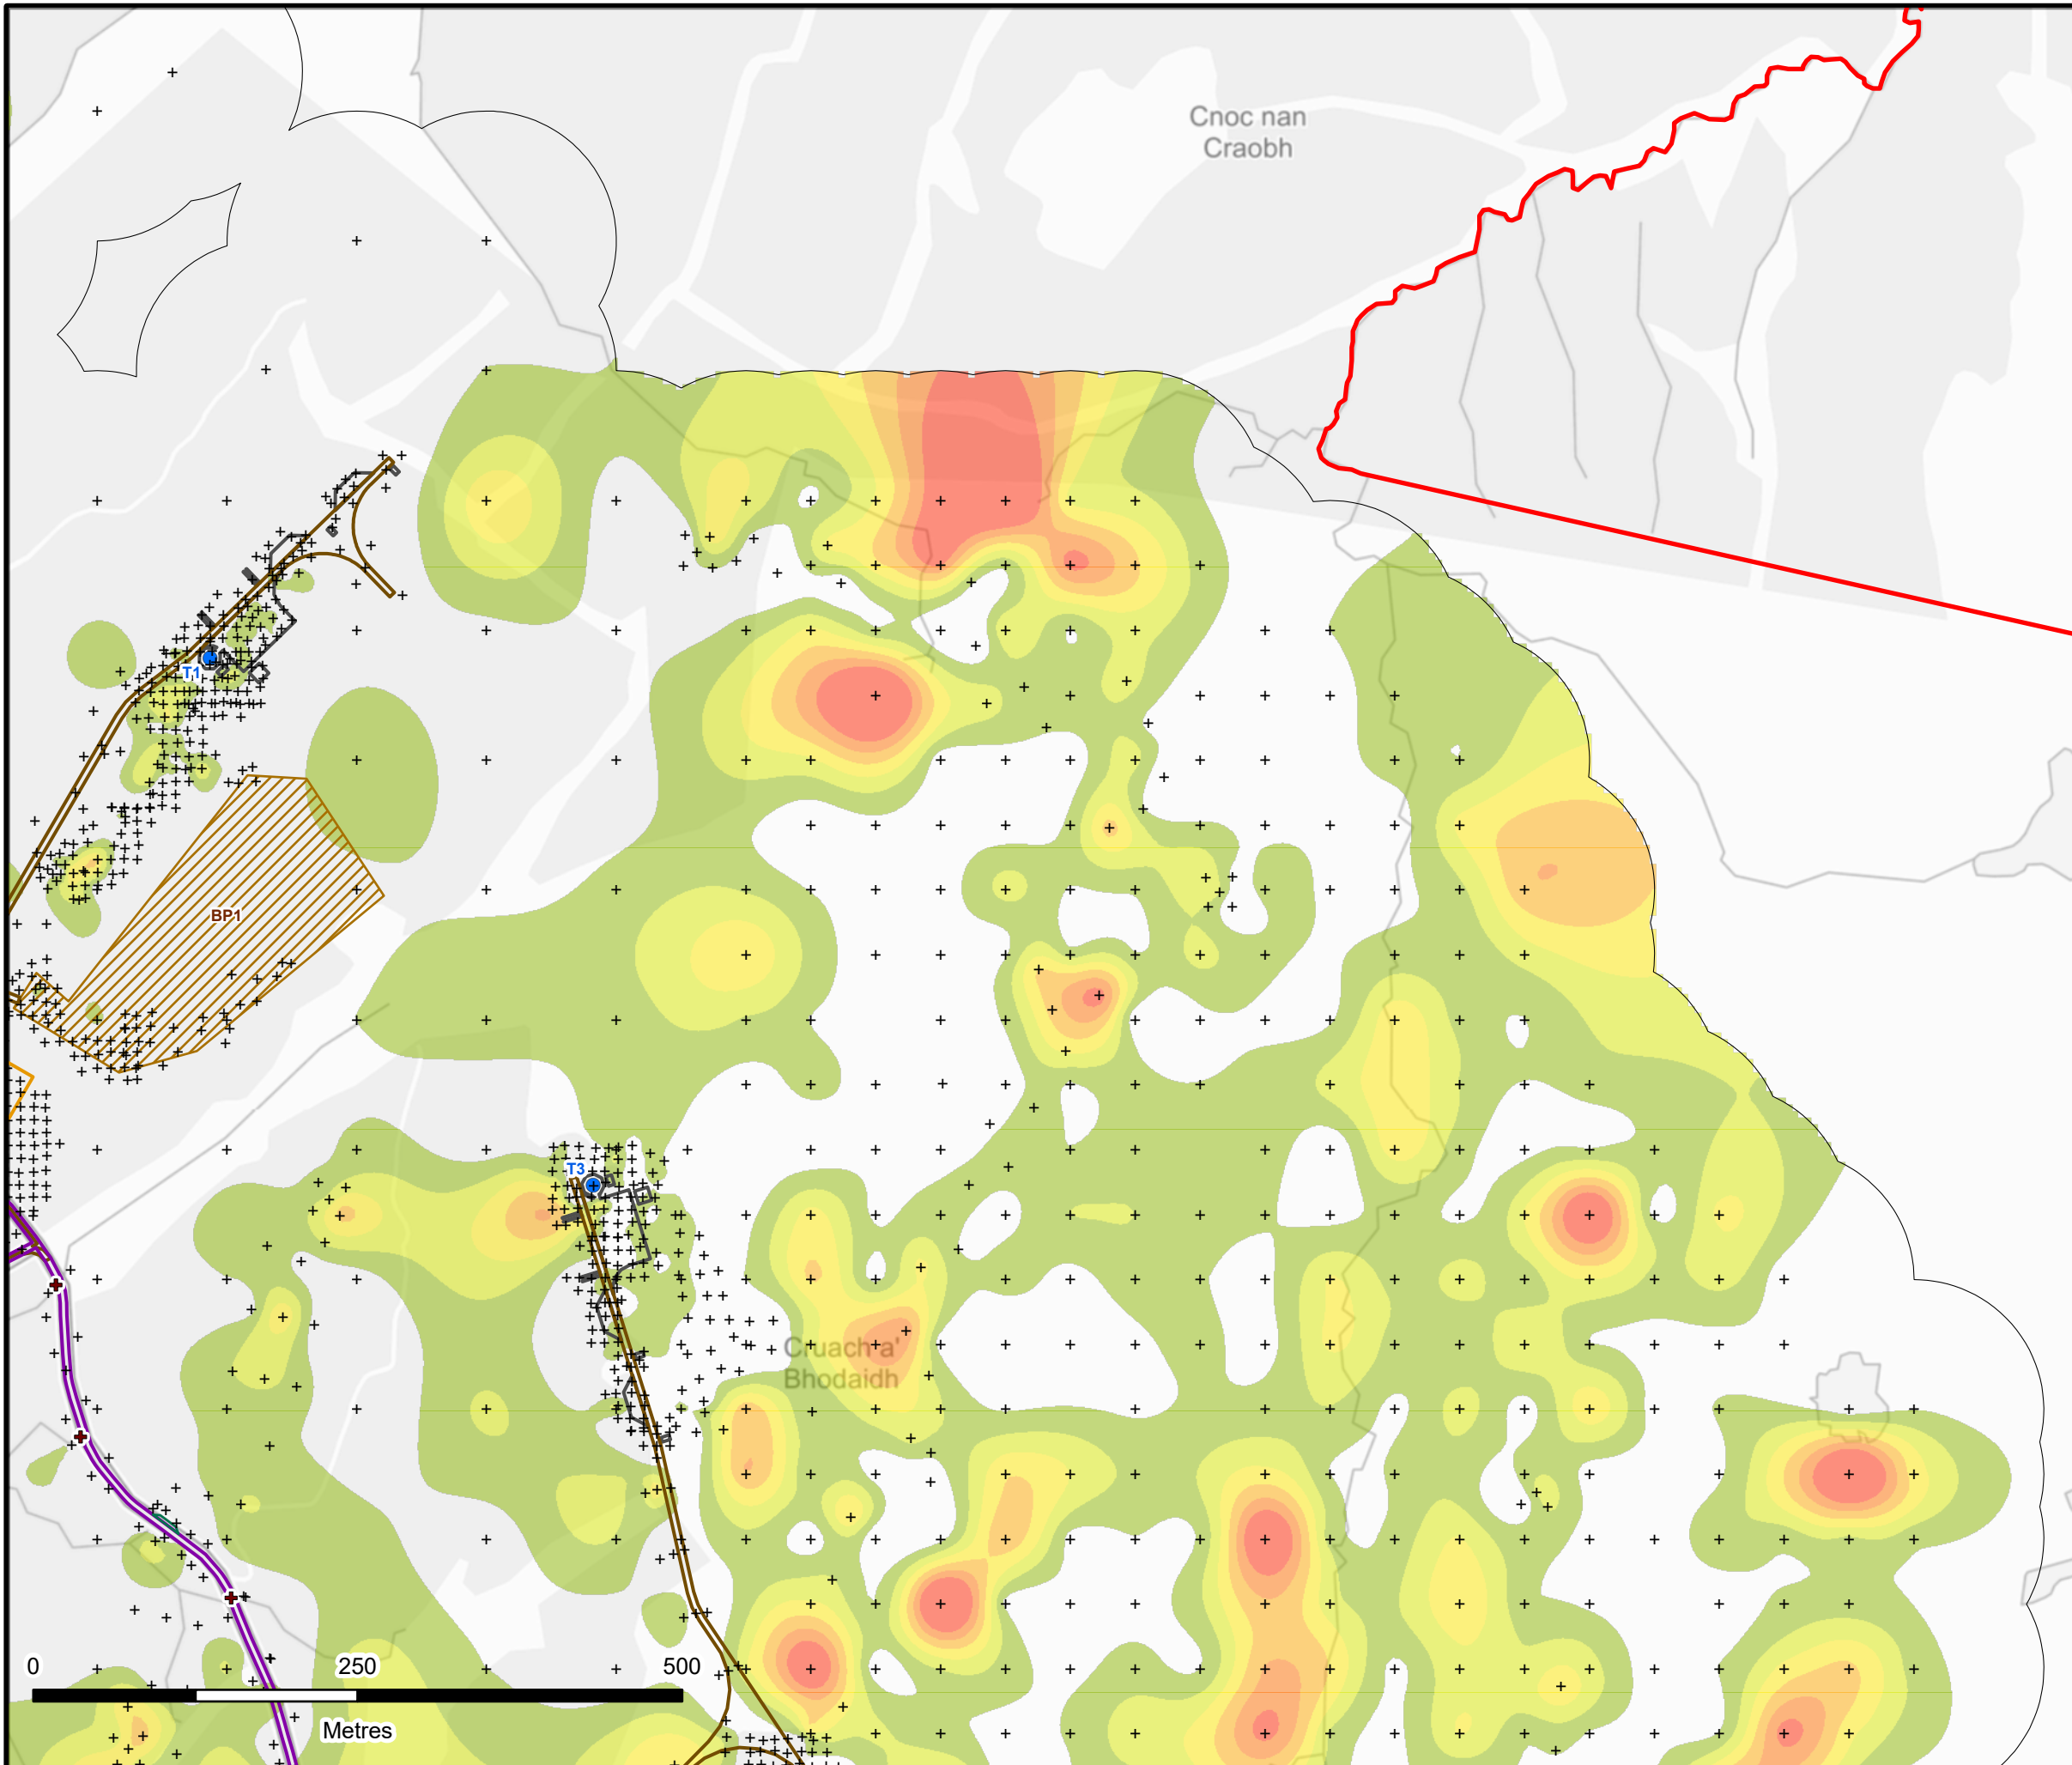 Cnoc nan
Craobh
T1
BP1
T3
Cruach a'
Bhodaidh
0 250 500
Metres